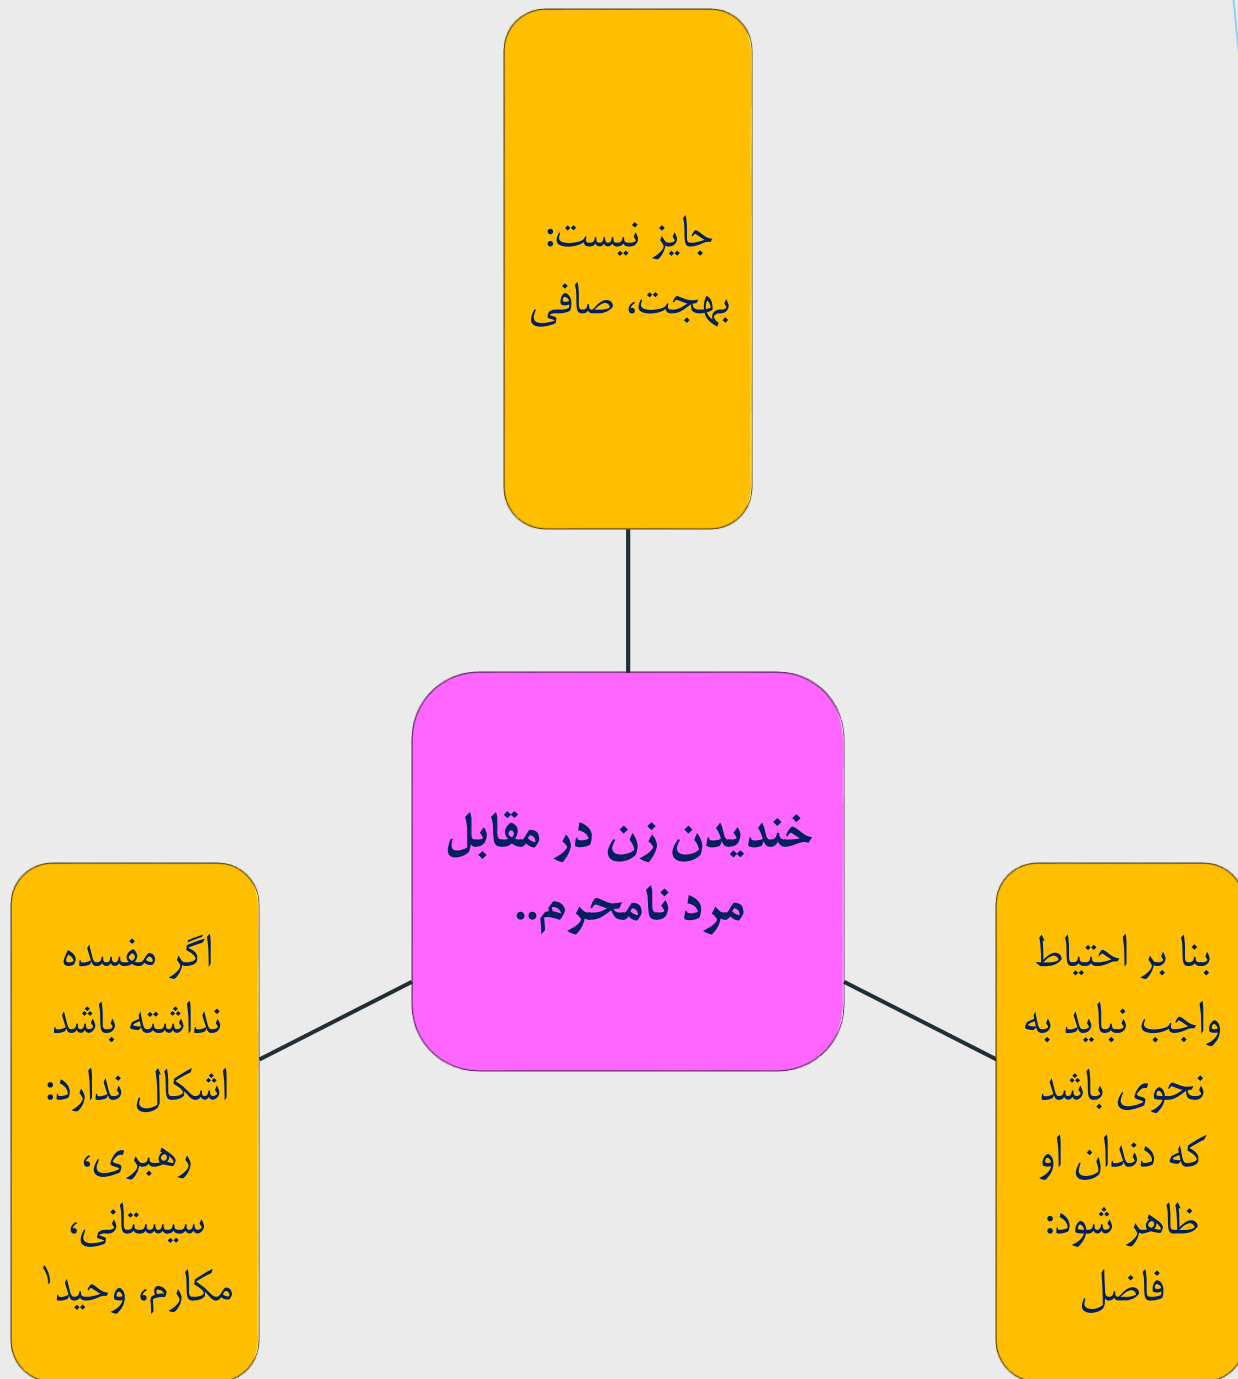 جایز نیست:
بهجت، صافی
خندیدن زن در مقابل
مرد نامحرم..
بنا بر احتیاط
واجب نباید به
نحوی باشد
که دندان او
ظاهر شود:
فاضل
اگر مفسده
نداشته باشد
اشکال ندارد:
رهبری،
سیستانی،
مکارم، وحید۱